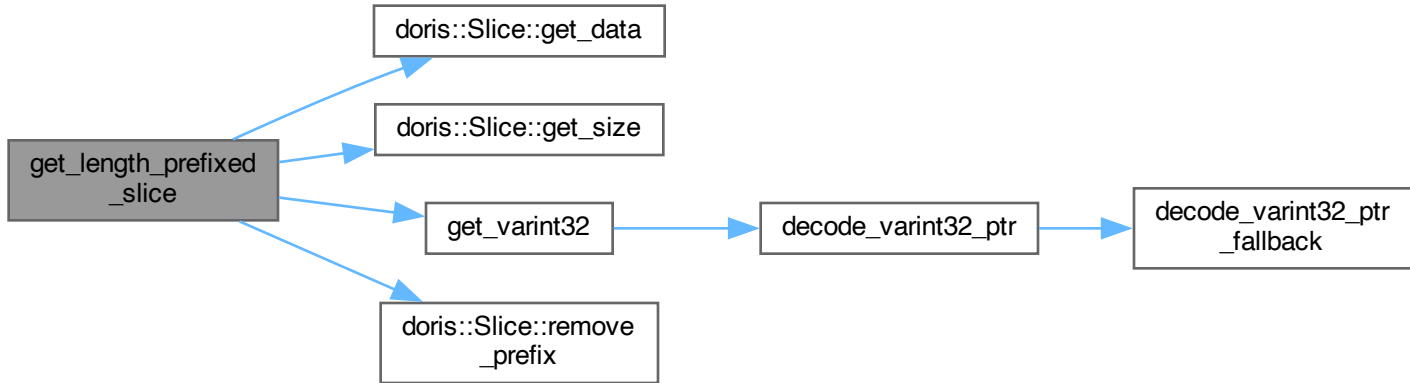 doris::Slice::get_data
doris::Slice::get_size
get_length_prefixed
_slice
get_varint32
decode_varint32_ptr
decode_varint32_ptr
_fallback
doris::Slice::remove
_prefix